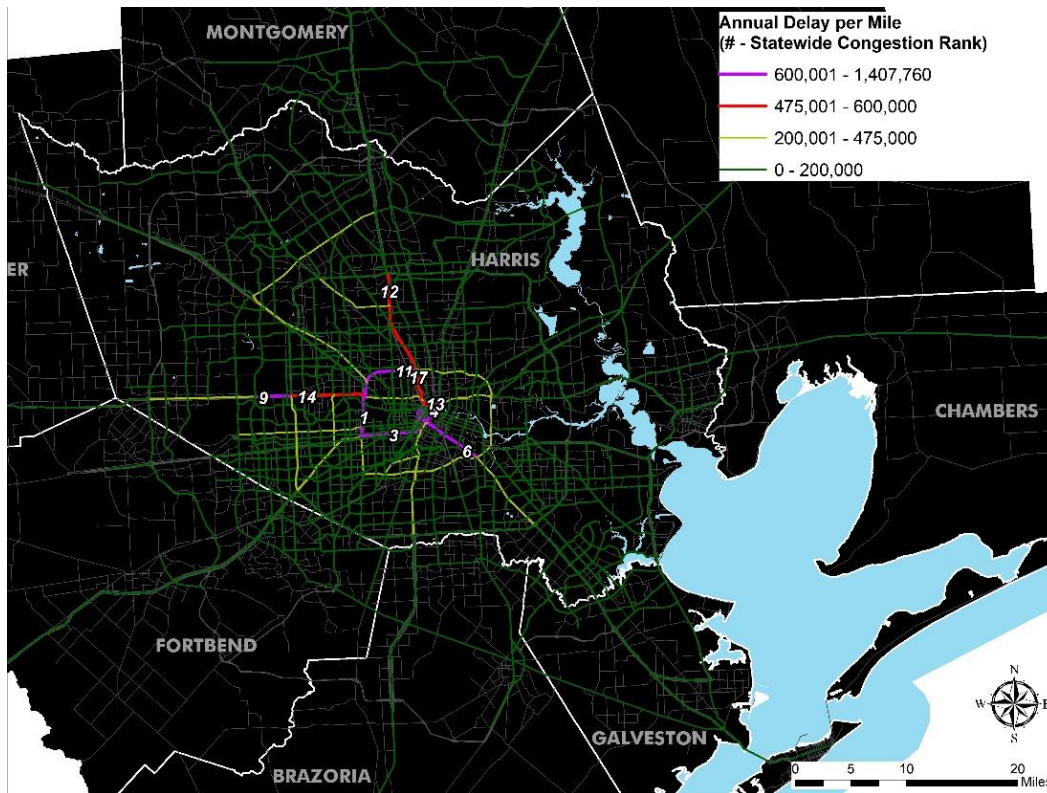 Annual Delay per Mile
(# - Statewide Congestion Rank)
600,001 - 1,407,760
475,001 - 600,000
200,001 - 475,000
0 - 200,000
MONTGOMERY
HARRIS
ER
12
11
17
9
14
13
4
1
3
6
CHAMBERS
FORTBEND
GALVESTON
BRAZORIA
N
W
E
S
0 5 10 20
Miles